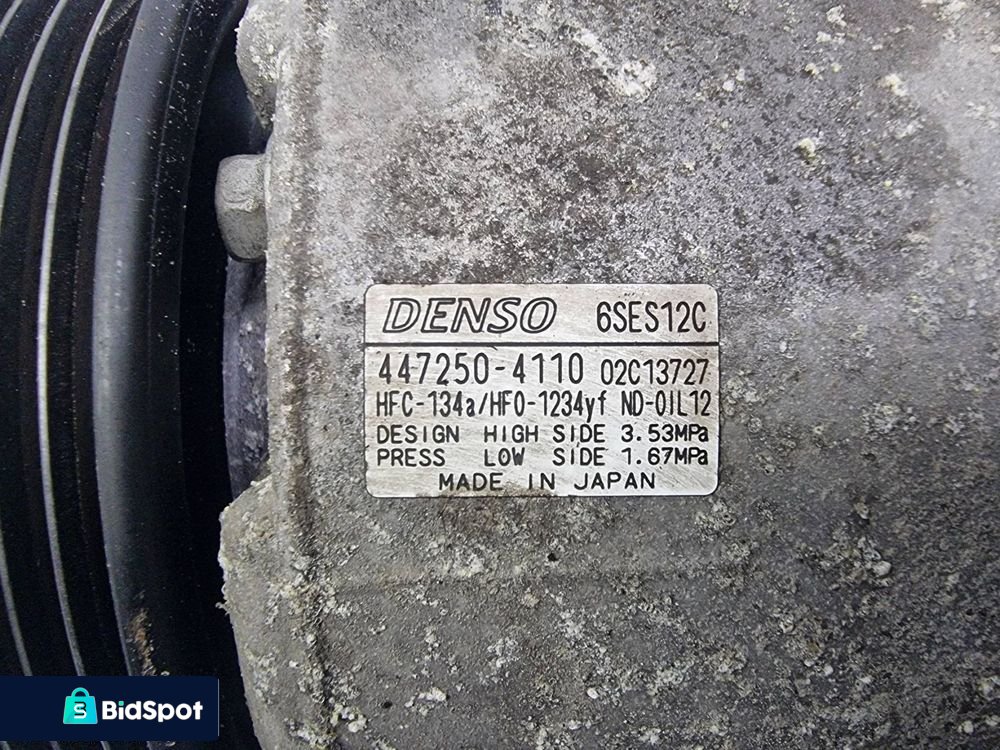 DENSO 6SES12C
447250-4110 02C13727
HFC-134a/HFO-1234yf ND-OIL12
DESIGN HIGH SIDE 3.53MPa
PRESS LOW SIDE 1.67MPa
MADE IN JAPAN
BidSpot